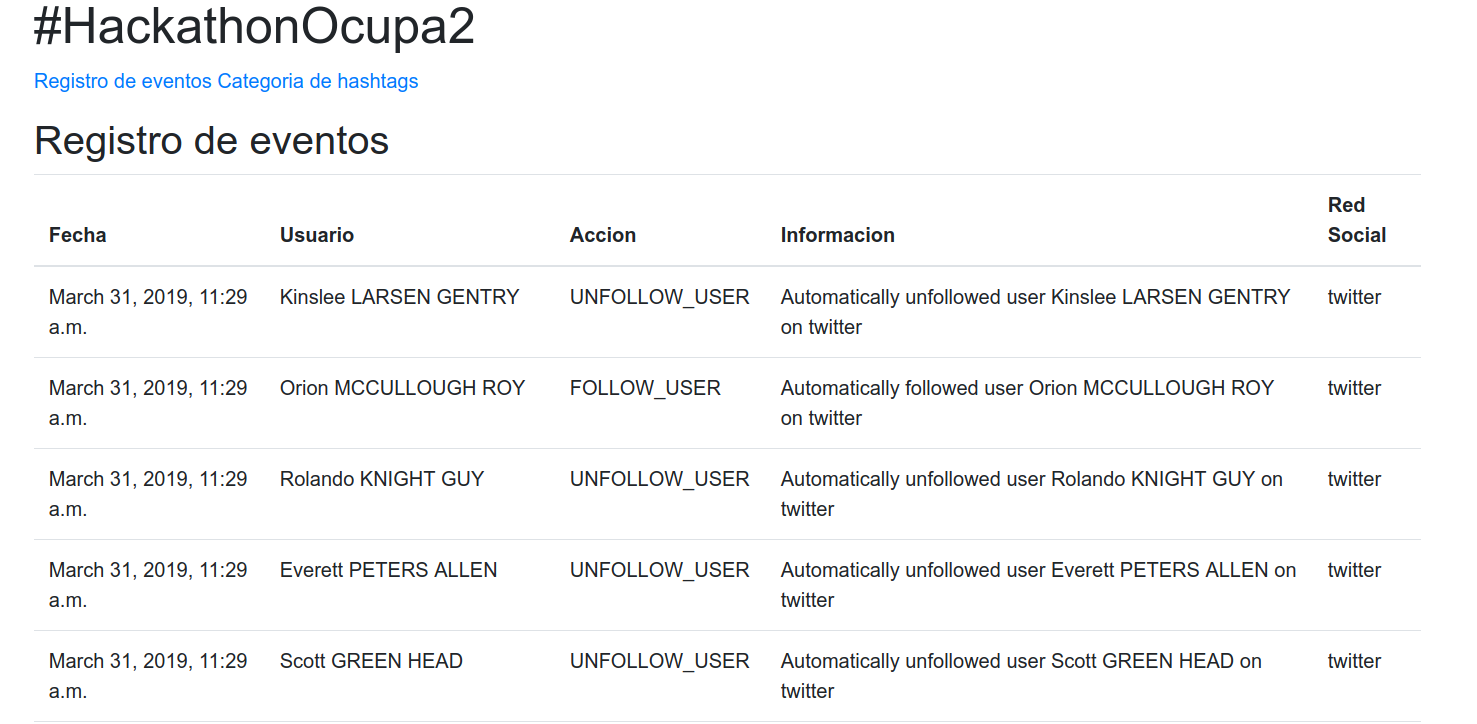 #HackathonOcupa2
Registro de eventos Categoria de hashtags
Registro de eventos
Fecha Usuario Accion Informacion Red Social
March 31, 2019, 11:29 a.m. Kinslee LARSEN GENTRY UNFOLLOW_USER Automatically unfollowed user Kinslee LARSEN GENTRY on twitter twitter
March 31, 2019, 11:29 a.m. Orion MCCULLOUGH ROY FOLLOW_USER Automatically followed user Orion MCCULLOUGH ROY on twitter twitter
March 31, 2019, 11:29 a.m. Rolando KNIGHT GUY UNFOLLOW_USER Automatically unfollowed user Rolando KNIGHT GUY on twitter twitter
March 31, 2019, 11:29 a.m. Everett PETERS ALLEN UNFOLLOW_USER Automatically unfollowed user Everett PETERS ALLEN on twitter twitter
March 31, 2019, 11:29 a.m. Scott GREEN HEAD UNFOLLOW_USER Automatically unfollowed user Scott GREEN HEAD on twitter twitter